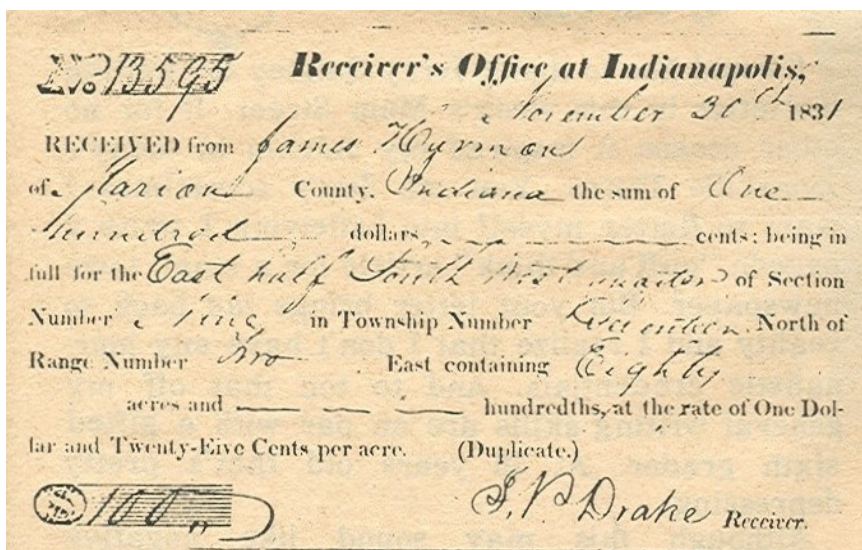 No. 13595 Receiver's Office at Indianapolis,
November 30th 1831
RECEIVED from James Hyrmon
of Marion County, Indiana the sum of One
hundred dollars, cents; being in
full for the East half South West quarter of Section
Number Nine in Township Number Seventeen North of
Range Number Two East containing Eighty
acres and hundredths, at the rate of One Dol-
lar and Twenty-Five Cents per acre. (Duplicate.)
$ 100 J. P. Drake Receiver.